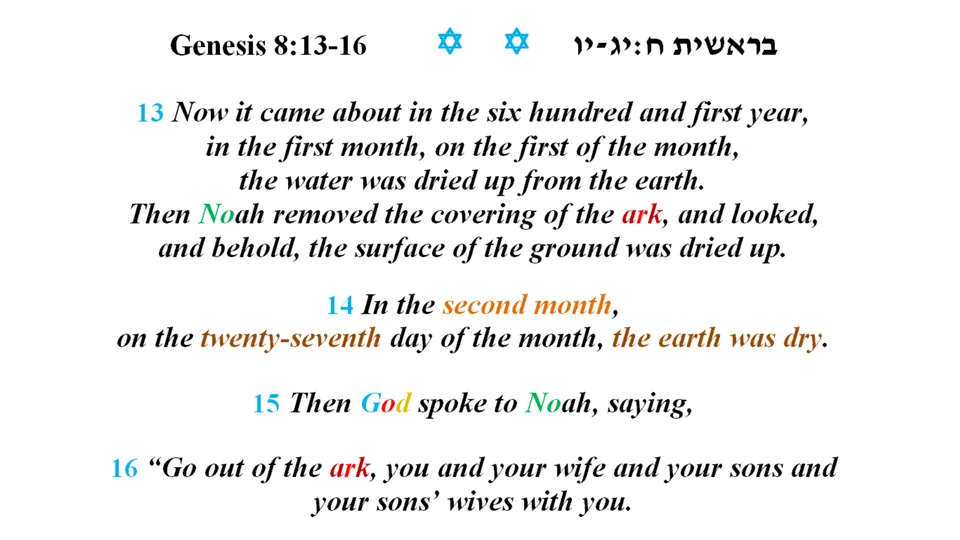 Genesis 8:13-16 ✡ ✡ בראשית ח:יג-יו
13 Now it came about in the six hundred and first year,
in the first month, on the first of the month,
the water was dried up from the earth.
Then Noah removed the covering of the ark, and looked,
and behold, the surface of the ground was dried up.
14 In the second month,
on the twenty-seventh day of the month, the earth was dry.
15 Then God spoke to Noah, saying,
16 “Go out of the ark, you and your wife and your sons and
your sons’ wives with you.